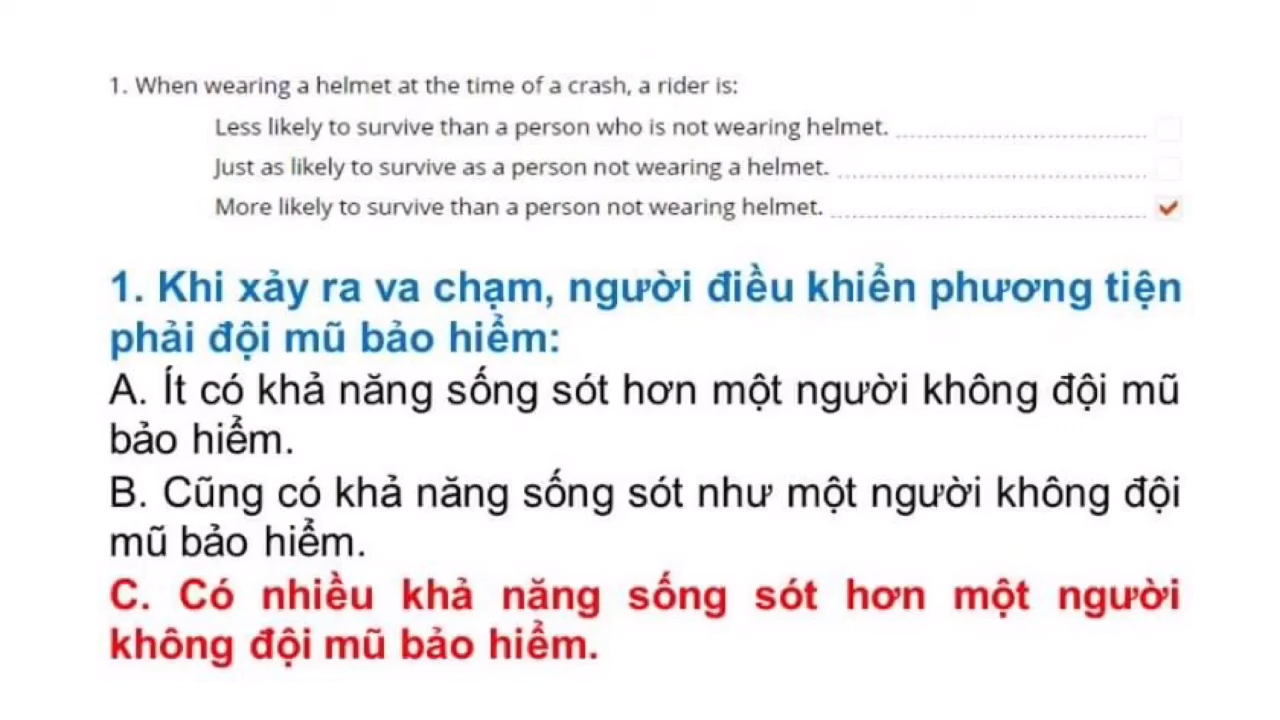 1. When wearing a helmet at the time of a crash, a rider is:
Less likely to survive than a person who is not wearing helmet.
Just as likely to survive as a person not wearing a helmet.
More likely to survive than a person not wearing helmet.
1. Khi xảy ra va chạm, người điều khiển phương tiện
phải đội mũ bảo hiểm:
A. Ít có khả năng sống sót hơn một người không đội mũ
bảo hiểm.
B. Cũng có khả năng sống sót như một người không đội
mũ bảo hiểm.
C. Có nhiều khả năng sống sót hơn một người
không đội mũ bảo hiểm.